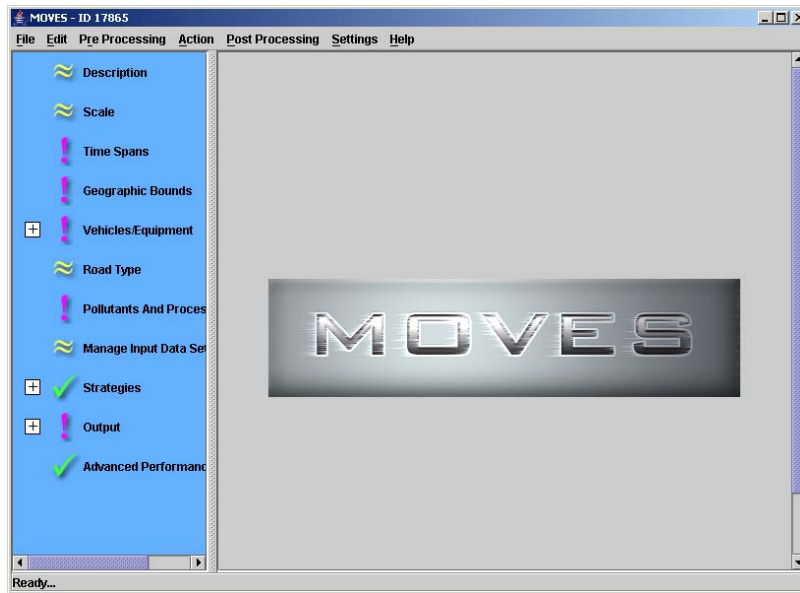 MOVES - ID 17865
File Edit Pre Processing Action Post Processing Settings Help
Description
Scale
Time Spans
Geographic Bounds
Vehicles/Equipment
Road Type
Pollutants And Proces
Manage Input Data Set
Strategies
Output
Advanced Performanc
MOVES
Ready...